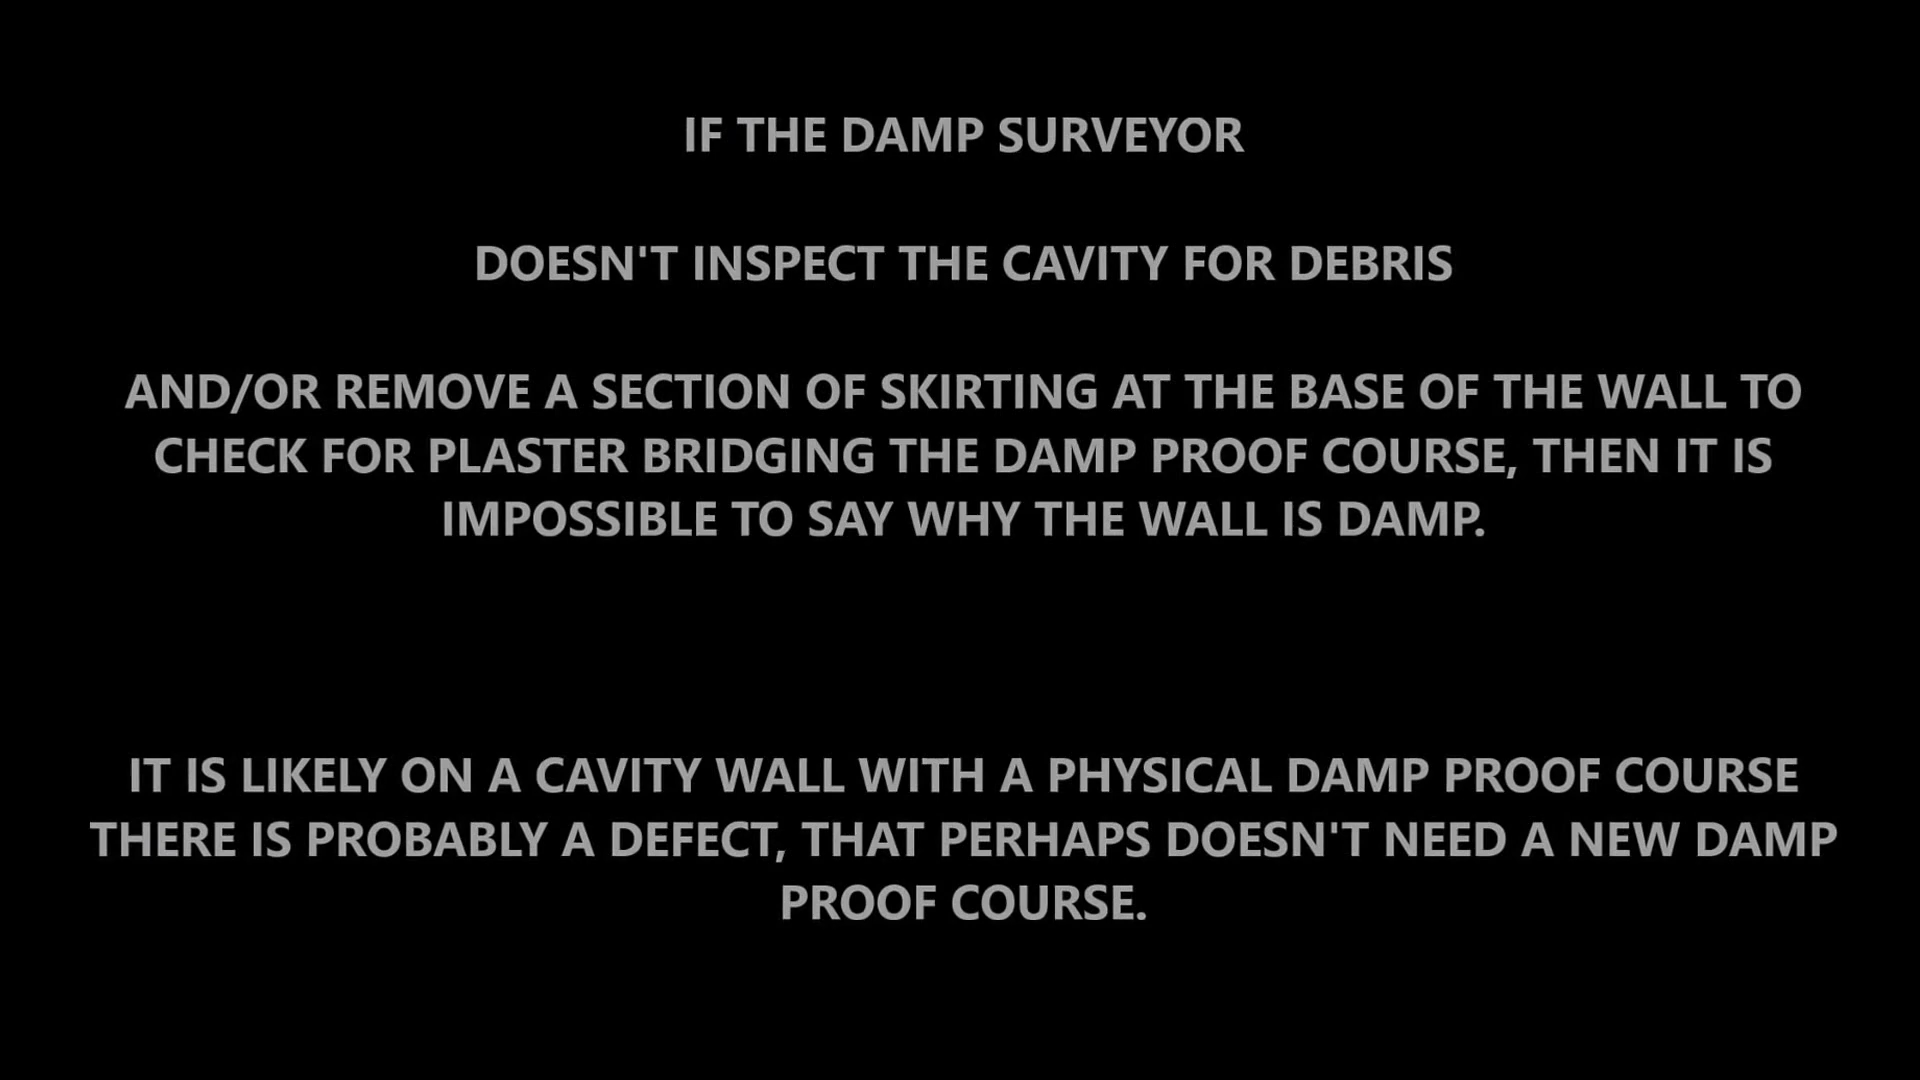 IF THE DAMP SURVEYOR
DOESN'T INSPECT THE CAVITY FOR DEBRIS
AND/OR REMOVE A SECTION OF SKIRTING AT THE BASE OF THE WALL TO
CHECK FOR PLASTER BRIDGING THE DAMP PROOF COURSE, THEN IT IS
IMPOSSIBLE TO SAY WHY THE WALL IS DAMP.
IT IS LIKELY ON A CAVITY WALL WITH A PHYSICAL DAMP PROOF COURSE
THERE IS PROBABLY A DEFECT, THAT PERHAPS DOESN'T NEED A NEW DAMP
PROOF COURSE.